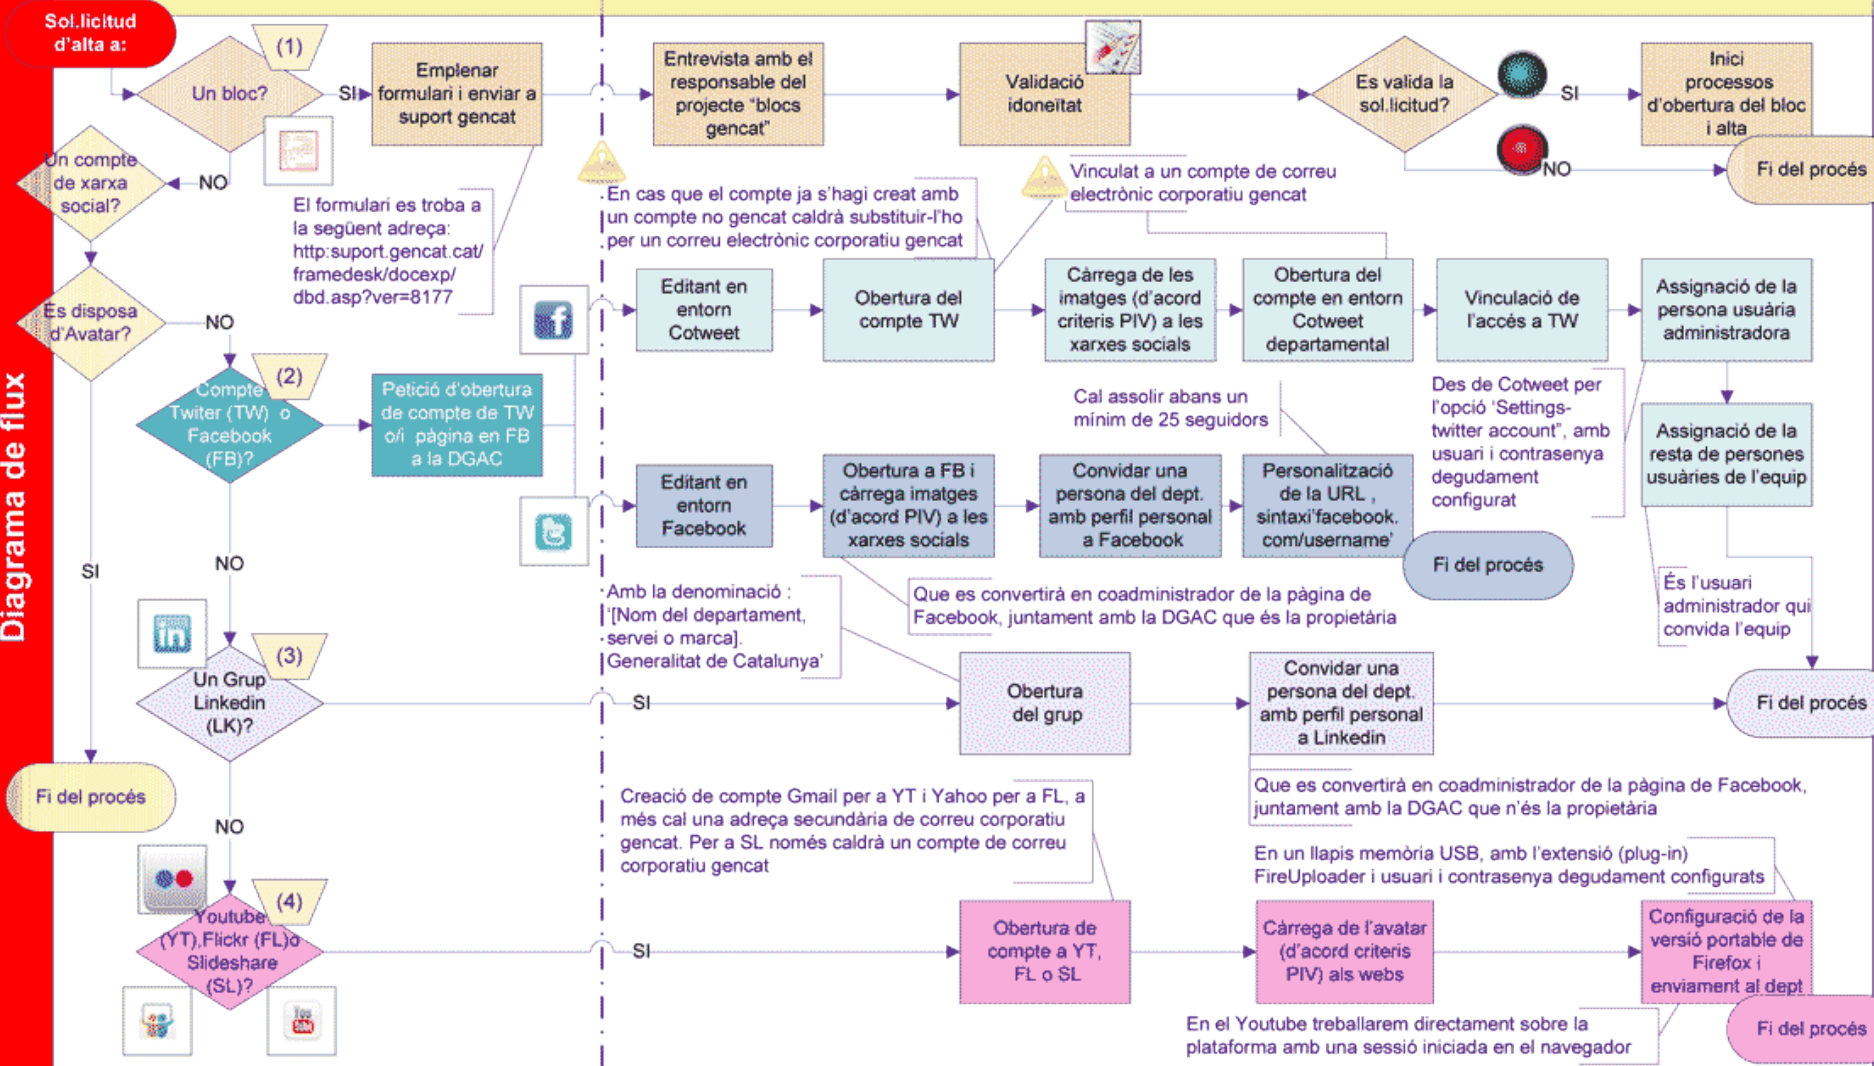 Sol.licitud
d'alta a:
Diagrama de flux
Un bloc?
(1)
SI
Emplenar
formulari i enviar a
suport gencat
Entrevista amb el
responsable del
projecte “blocs
gencat”
Validació
idoneïtat
Es valida la
sol.licitud?
SI
Inici
processos
d'obertura del bloc
i alta
NO
Fi del procés
Un compte
de xarxa
social?
NO
El formulari es troba a
la següent adreça:
http:suport.gencat.cat/
framedesk/docexp/
dbd.asp?ver=8177
En cas que el compte ja s'hagi creat amb
un compte no gencat caldrà substituir-l'ho
per un correu electrònic corporatiu gencat
Vinculat a un compte de correu
electrònic corporatiu gencat
Es disposa
d'Avatar?
NO
SI
Fi del procés
Compte
Twiter (TW) o
Facebook
(FB)?
(2)
Petició d'obertura
de compte de TW
o/i pàgina en FB
a la DGAC
Editant en
entorn
Cotweet
Obertura del
compte TW
Càrrega de les
imatges (d'acord
criteris PIV) a les
xarxes socials
Obertura del
compte en entorn
Cotweet
departamental
Vinculació de
l'accés a TW
Assignació de la
persona usuària
administradora
Des de Cotweet per
l'opció ‘Settings-
twitter account”, amb
usuari i contrasenya
degudament
configurat
Assignació de la
resta de persones
usuàries de l'equip
És l'usuari
administrador qui
convida l'equip
Cal assolir abans un
mínim de 25 seguidors
Editant en
entorn
Facebook
Obertura a FB i
càrrega imatges
(d'acord PIV) a les
xarxes socials
Convidar una
persona del dept.
amb perfil personal
a Facebook
Personalització
de la URL ,
sintaxi'facebook.
com/username'
Fi del procés
NO
Amb la denominació :
‘[Nom del departament,
servei o marca].
Generalitat de Catalunya’
Que es convertirà en coadministrador de la pàgina de
Facebook, juntament amb la DGAC que és la propietària
in
Un Grup
Linkedin
(LK)?
(3)
SI
Obertura
del grup
Convidar una
persona del dept.
amb perfil personal
a Linkedin
Fi del procés
Que es convertirà en coadministrador de la pàgina de Facebook,
juntament amb la DGAC que n'és la propietària
NO
Creació de compte Gmail per a YT i Yahoo per a FL, a
més cal una adreça secundària de correu corporatiu
gencat. Per a SL només caldrà un compte de correu
corporatiu gencat
En un llapis memòria USB, amb l'extensió (plug-in)
FireUploader i usuari i contrasenya degudament configurats
Youtube
(YT),Flickr (FL)o
Slideshare
(SL)?
(4)
SI
Obertura de
compte a YT,
FL o SL
Càrrega de l'avatar
(d'acord criteris
PIV) als webs
Configuració de la
versió portable de
Firefox i
enviament al dept
Fi del procés
En el Youtube treballarem directament sobre la
plataforma amb una sessió iniciada en el navegador
You
Tube